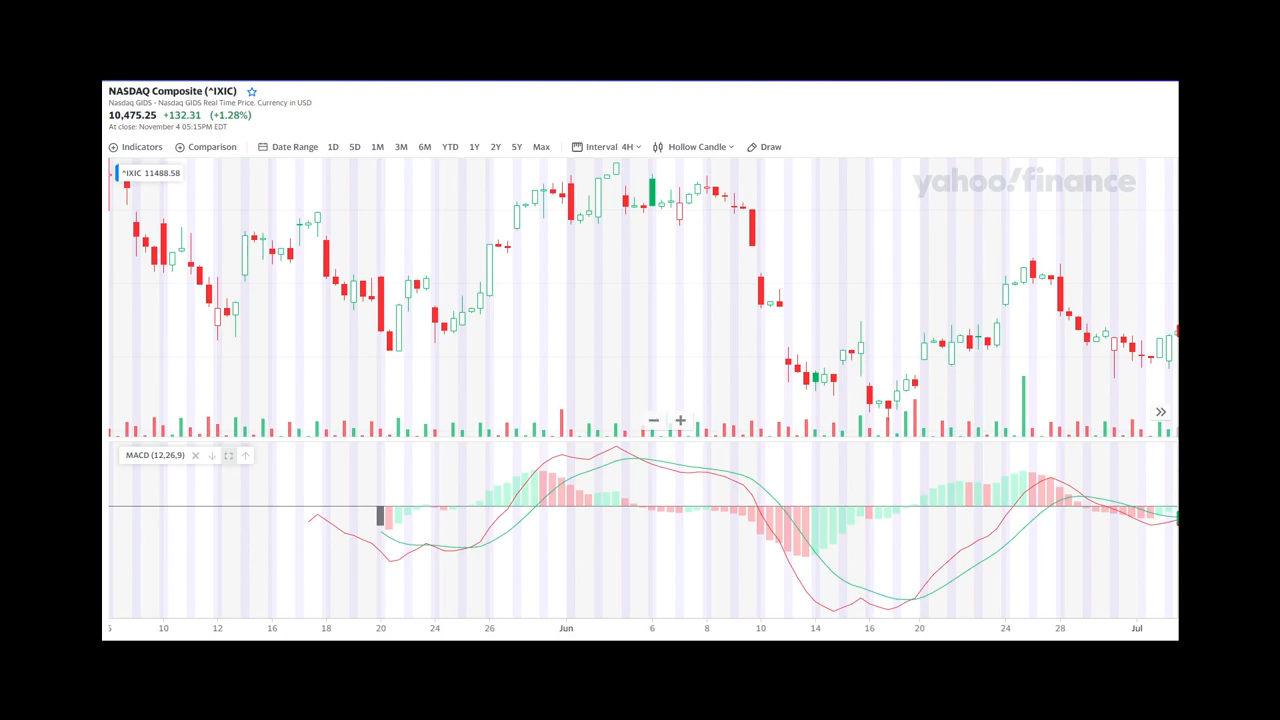 NASDAQ Composite (^IXIC)
Nasdaq GIDS - Nasdaq GIDS Real Time Price. Currency in USD
10,475.25 +132.31 (+1.28%)
At close: November 4 05:15PM EDT
Indicators Comparison Date Range 1D 5D 1M 3M 6M YTD 1Y 2Y 5Y Max Interval 4H Hollow Candle Draw
^IXIC 11488.58
yahoo!finance
MACD (12,26,9)
10 12 16 18 20 24 26 Jun 6 8 10 14 16 20 24 28 Jul